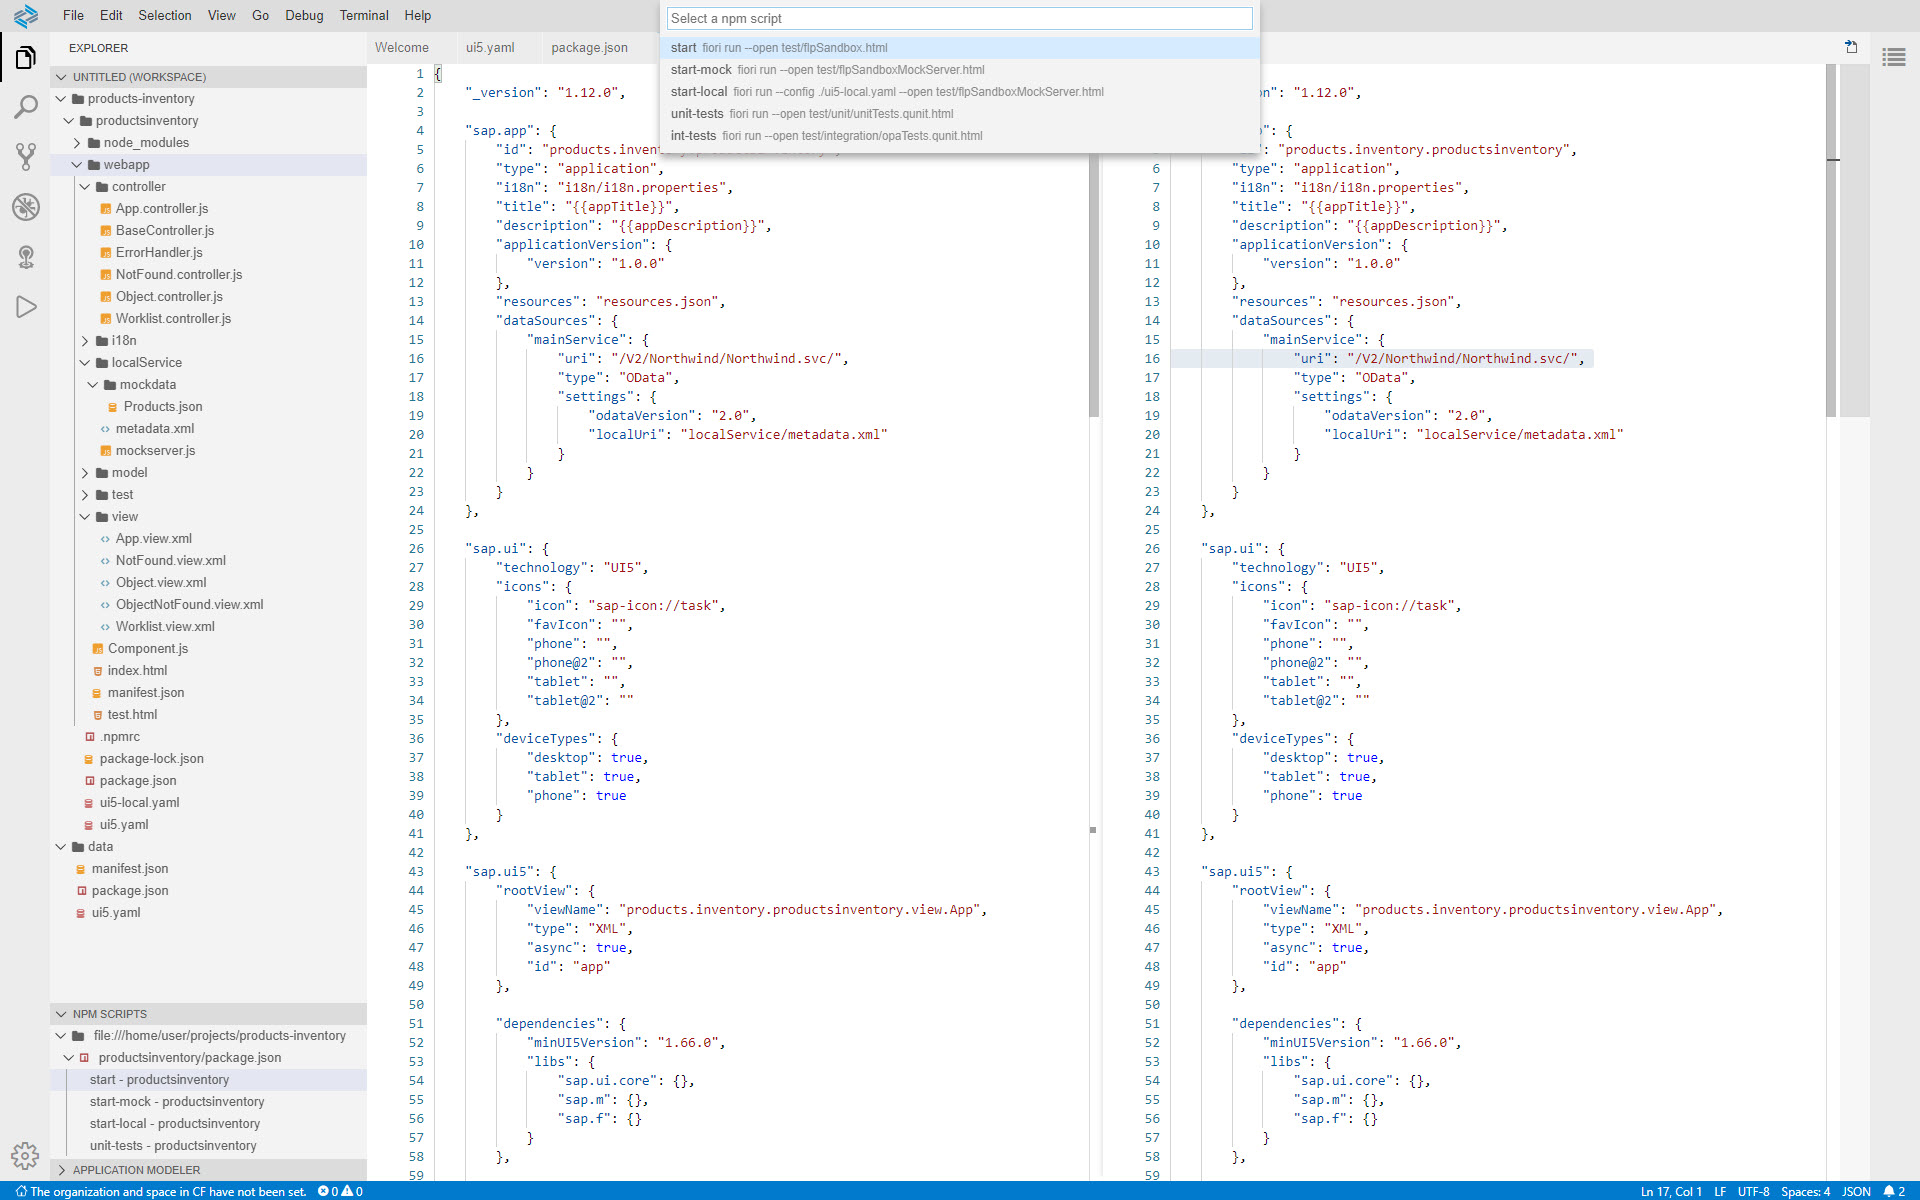 File Edit Selection View Go Debug Terminal Help
Select a npm script
start fiori run --open test/flpSandbox.html
start-mock fiori run --open test/flpSandboxMockServer.html
start-local fiori run --config ./ui5-local.yaml --open test/flpSandboxMockServer.html
unit-tests fiori run --open test/unit/unitTests.qunit.html
int-tests fiori run --open test/integration/opaTests.qunit.html
EXPLORER
UNTITLED (WORKSPACE)
products-inventory
productsinventory
node_modules
webapp
controller
App.controller.js
BaseController.js
ErrorHandler.js
NotFound.controller.js
Object.controller.js
Worklist.controller.js
i18n
localService
mockdata
Products.json
metadata.xml
mockserver.js
model
test
view
App.view.xml
NotFound.view.xml
Object.view.xml
ObjectNotFound.view.xml
Worklist.view.xml
Component.js
index.html
manifest.json
test.html
.npmrc
package-lock.json
package.json
ui5-local.yaml
ui5.yaml
data
manifest.json
package.json
ui5.yaml
NPM SCRIPTS
file:///home/user/projects/products-inventory
productsinventory/package.json
start - productsinventory
start-mock - productsinventory
start-local - productsinventory
unit-tests - productsinventory
APPLICATION MODELER
Welcome ui5.yaml package.json
1 {
2 "_version": "1.12.0",
3
4 "sap.app": {
5 "id": "products.inven
6 "type": "application",
7 "i18n": "i18n/i18n.properties",
8 "title": "{{appTitle}}",
9 "description": "{{appDescription}}",
10 "applicationVersion": {
11 "version": "1.0.0"
12 },
13 "resources": "resources.json",
14 "dataSources": {
15 "mainService": {
16 "uri": "/V2/Northwind/Northwind.svc/",
17 "type": "OData",
18 "settings": {
19 "odataVersion": "2.0",
20 "localUri": "localService/metadata.xml"
21 }
22 }
23 }
24 },
25
26 "sap.ui": {
27 "technology": "UI5",
28 "icons": {
29 "icon": "sap-icon://task",
30 "favIcon": "",
31 "phone": "",
32 "phone@2": "",
33 "tablet": "",
34 "tablet@2": ""
35 },
36 "deviceTypes": {
37 "desktop": true,
38 "tablet": true,
39 "phone": true
40 }
41 },
42
43 "sap.ui5": {
44 "rootView": {
45 "viewName": "products.inventory.productsinventory.view.App",
46 "type": "XML",
47 "async": true,
48 "id": "app"
49 },
50
51 "dependencies": {
52 "minUI5Version": "1.66.0",
53 "libs": {
54 "sap.ui.core": {},
55 "sap.m": {},
56 "sap.f": {}
57 }
58 },
59
n": "1.12.0",
": {
"id": "products.inventory.productsinventory",
6 "type": "application",
7 "i18n": "i18n/i18n.properties",
8 "title": "{{appTitle}}",
9 "description": "{{appDescription}}",
10 "applicationVersion": {
11 "version": "1.0.0"
12 },
13 "resources": "resources.json",
14 "dataSources": {
15 "mainService": {
16 "uri": "/V2/Northwind/Northwind.svc/",
17 "type": "OData",
18 "settings": {
19 "odataVersion": "2.0",
20 "localUri": "localService/metadata.xml"
21 }
22 }
23 }
24 },
25
26 "sap.ui": {
27 "technology": "UI5",
28 "icons": {
29 "icon": "sap-icon://task",
30 "favIcon": "",
31 "phone": "",
32 "phone@2": "",
33 "tablet": "",
34 "tablet@2": ""
35 },
36 "deviceTypes": {
37 "desktop": true,
38 "tablet": true,
39 "phone": true
40 }
41 },
42
43 "sap.ui5": {
44 "rootView": {
45 "viewName": "products.inventory.productsinventory.view.App",
46 "type": "XML",
47 "async": true,
48 "id": "app"
49 },
50
51 "dependencies": {
52 "minUI5Version": "1.66.0",
53 "libs": {
54 "sap.ui.core": {},
55 "sap.m": {},
56 "sap.f": {}
57 }
58 },
59
The organization and space in CF have not been set. 0 0 Ln 17, Col 1 LF UTF-8 Spaces: 4 JSON 2